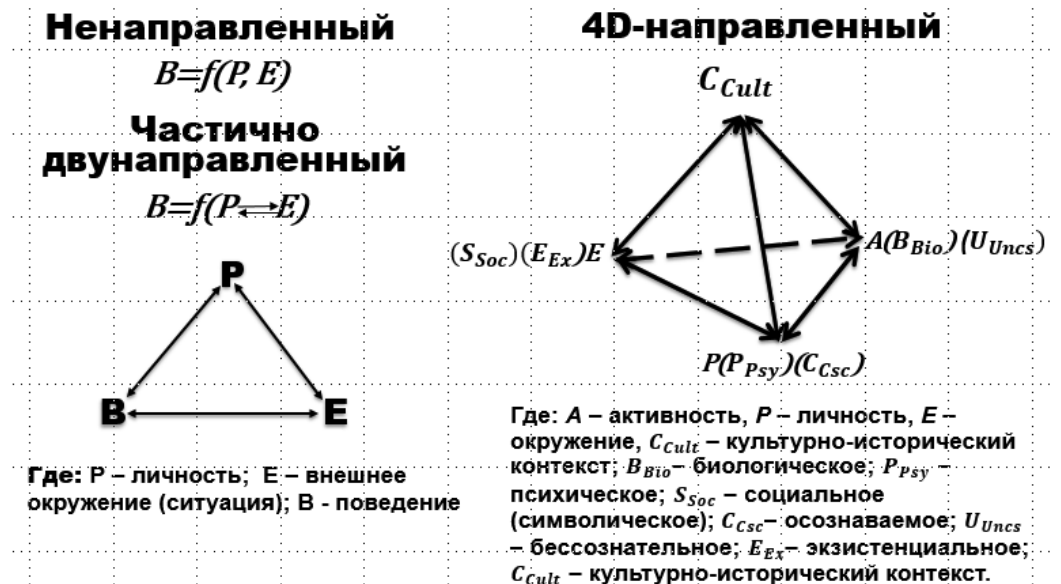 Ненаправленный
B=f(P, E)
Частично
двунаправленный
B=f(P⇄E)
P
B
E
Где: P – личность; E – внешнее
окружение (ситуация); B - поведение
4D-направленный
C_Cult
(S_Soc)(E_Ex)E
A(B_Bio)(U_Uncs)
P(P_Psy)(C_Csc)
Где: A – активность, P – личность, E –
окружение, C_Cult – культурно-исторический
контекст; B_Bio– биологическое; P_Psy –
психическое; S_Soc – социальное
(символическое); C_Csc– осознаваемое; U_Uncs
– бессознательное; E_Ex– экзистенциальное;
C_Cult – культурно-исторический контекст.